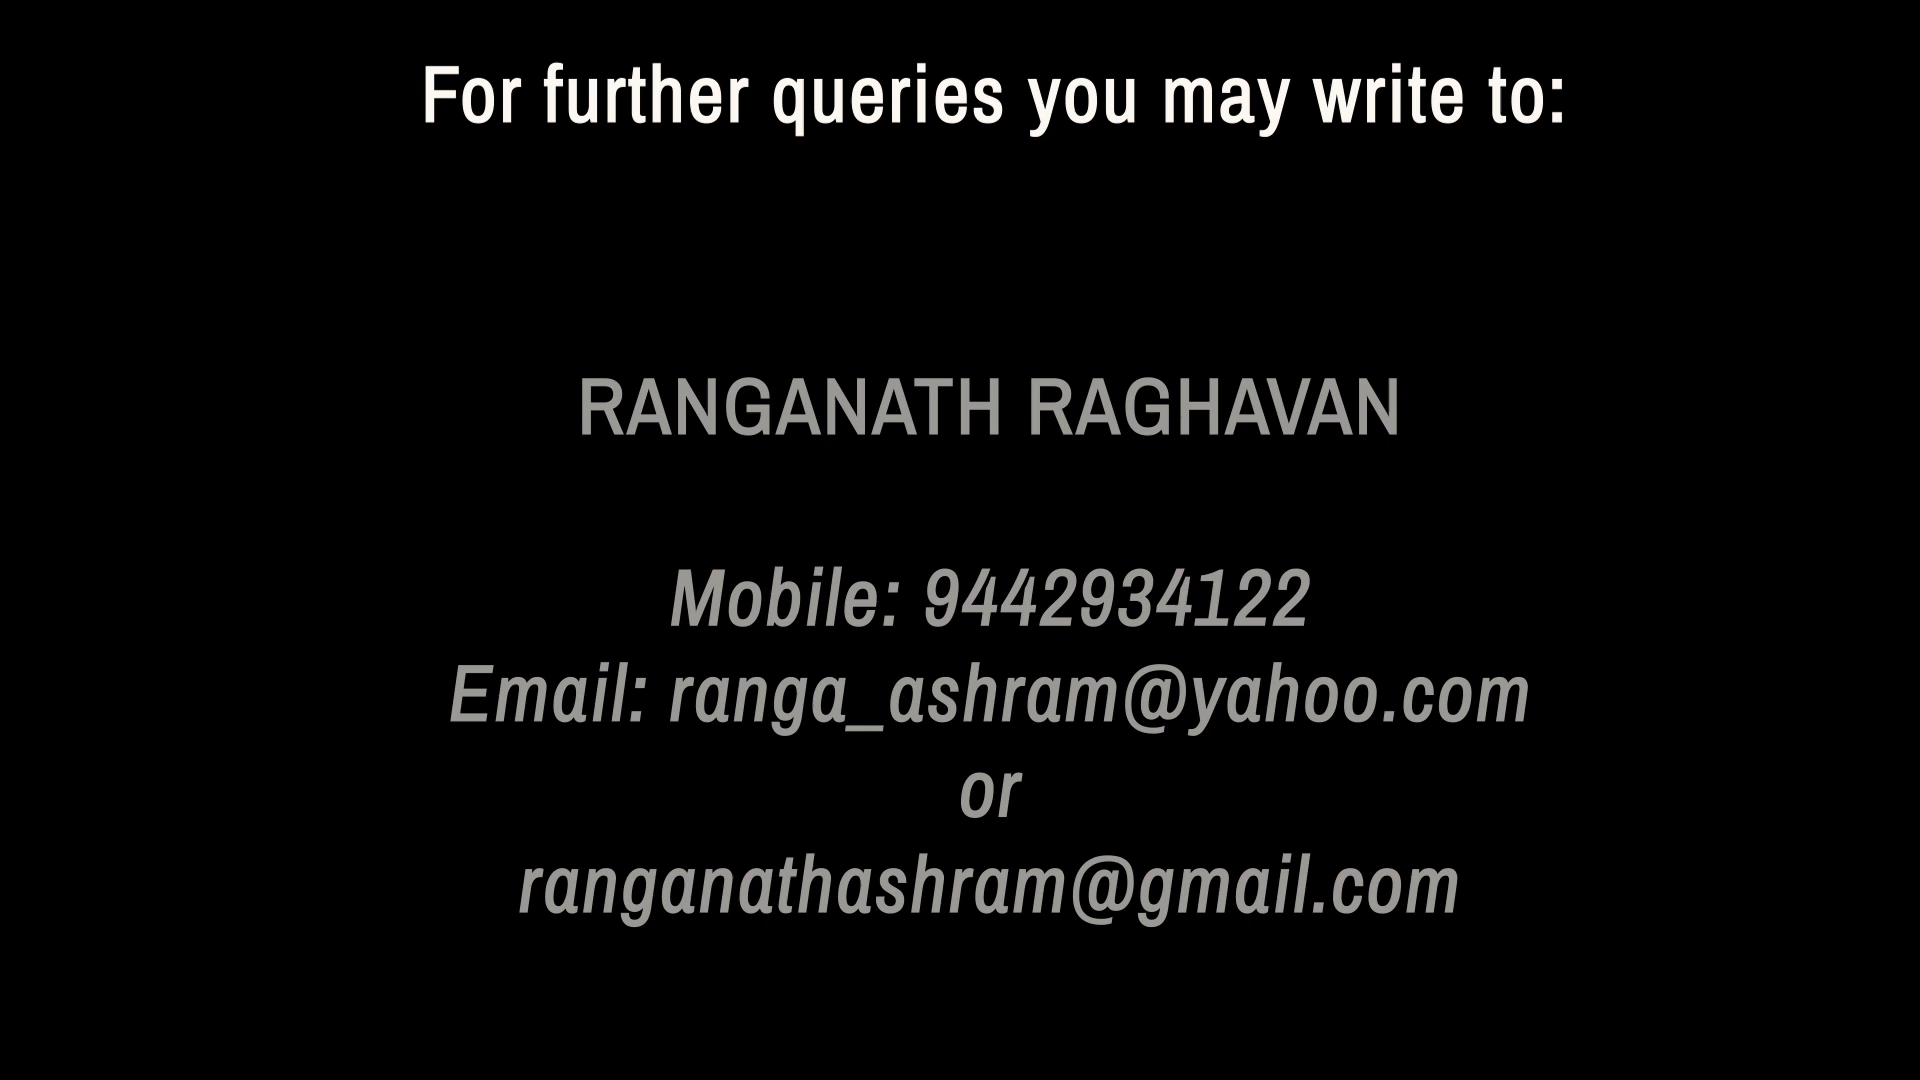 For further queries you may write to:
RANGANATH RAGHAVAN
Mobile: 9442934122
Email: ranga_ashram@yahoo.com
or
ranganathashram@gmail.com